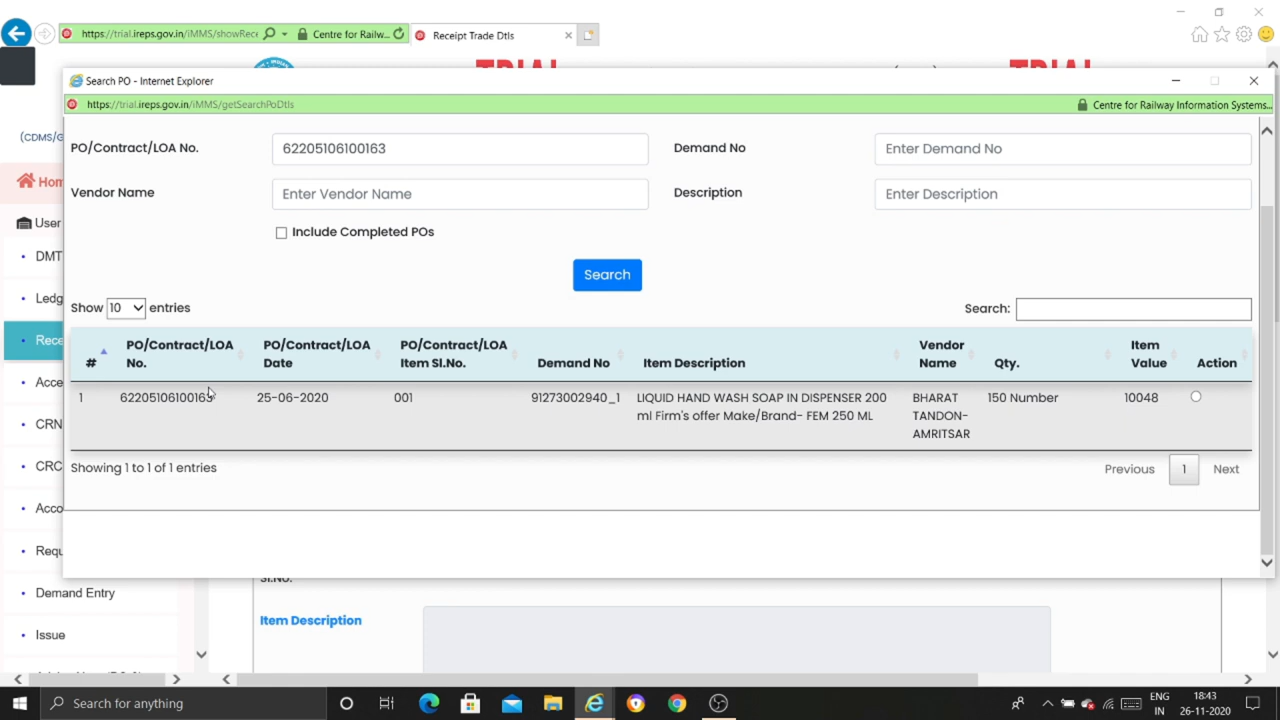 https://trial.ireps.gov.in/iMMS/showRece
Centre for Railw...
Receipt Trade Dtls
TRIAL
TRIAL
Search PO - Internet Explorer
https://trial.ireps.gov.in/iMMS/getSearchPoDtls
Centre for Railway Information Systems...
(CDMS/G
Hom
User
DMT
Ledg
Rece
Acce
CRN
CRC
Acco
Requ
Demand Entry
Issue
PO/Contract/LOA No.
62205106100163
Demand No
Enter Demand No
Vendor Name
Enter Vendor Name
Description
Enter Description
Include Completed POs
Search
Show 10 entries
Search:
# PO/Contract/LOA No. PO/Contract/LOA Date PO/Contract/LOA Item Sl.No. Demand No Item Description Vendor Name Qty. Item Value Action
1 62205106100163 25-06-2020 001 91273002940_1 LIQUID HAND WASH SOAP IN DISPENSER 200 ml Firm's offer Make/Brand- FEM 250 ML BHARAT TANDON-AMRITSAR 150 Number 10048
Showing 1 to 1 of 1 entries
Previous 1 Next
Sl.No.
Item Description
Search for anything
ENG
IN
18:43
26-11-2020